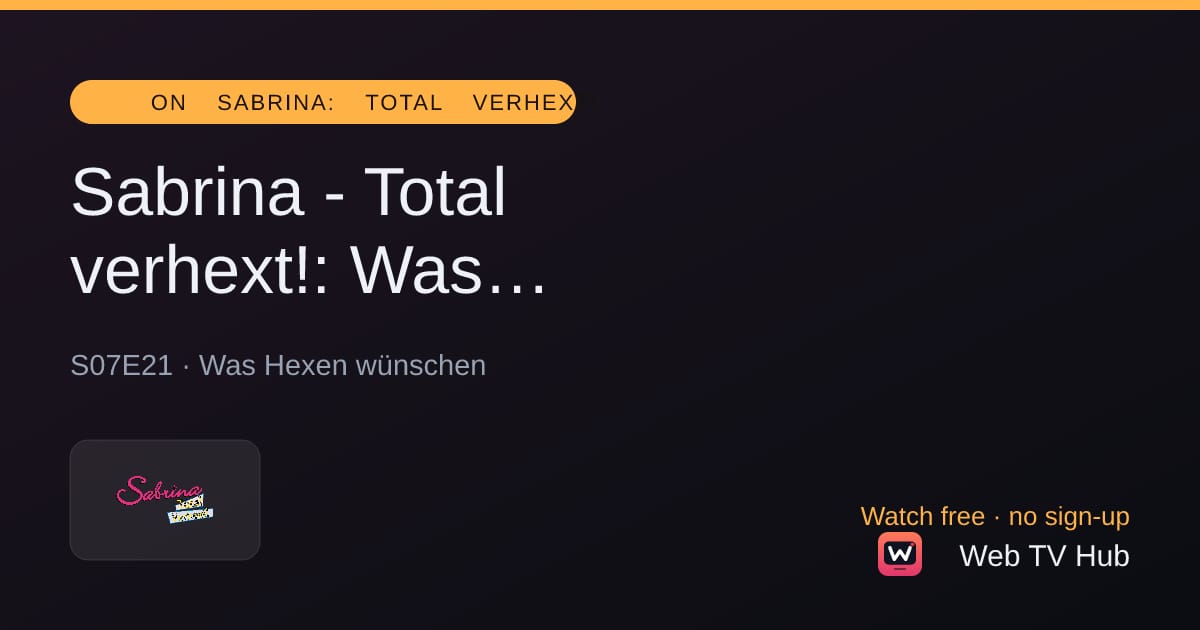 ON SABRINA: TOTAL VERHEX
Sabrina - Total
verhext!: Was…
S07E21 · Was Hexen wünschen
Sabrina
Watch free · no sign-up
W
Web TV Hub